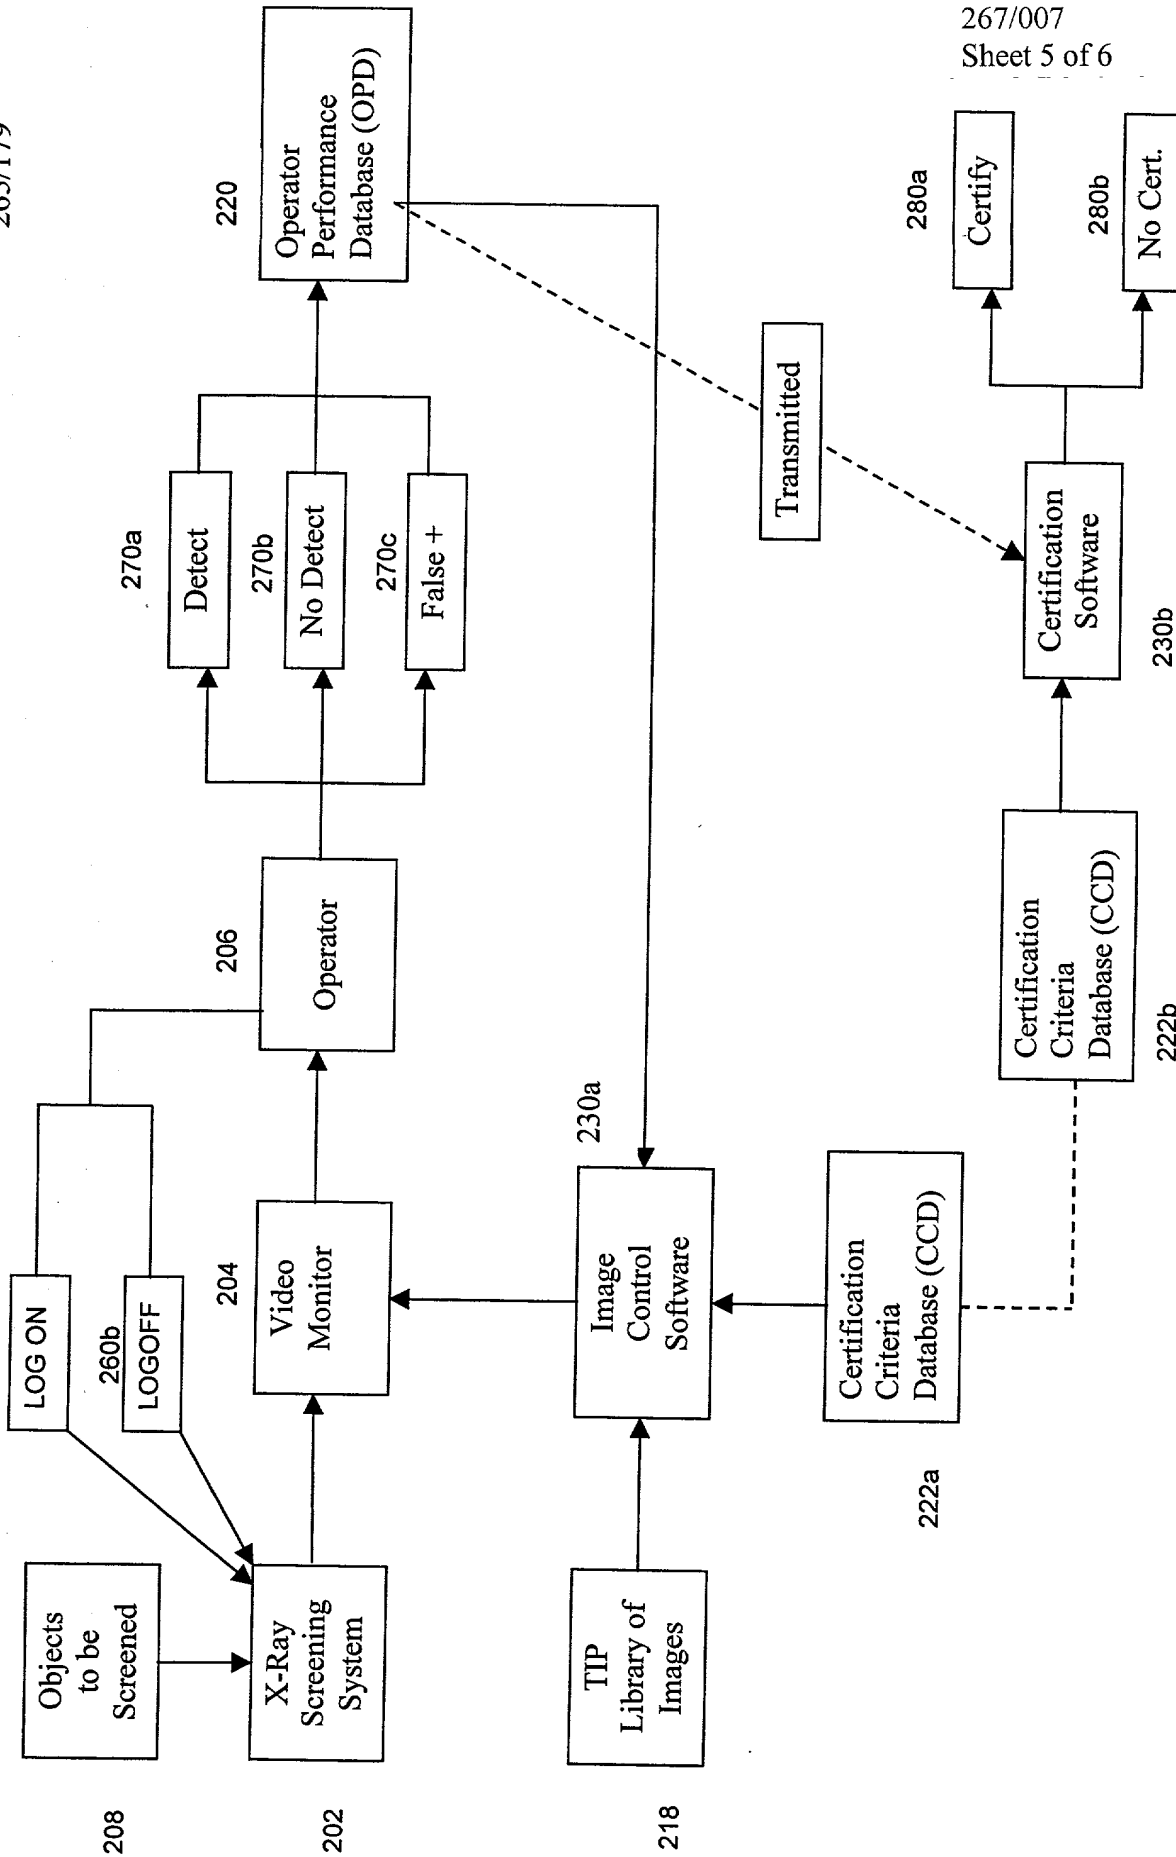 267/007
Sheet 5 of 6
208
Objects
to be
Screened
LOG ON
260b
LOGOFF
202
X-Ray
Screening
System
204
Video
Monitor
206
Operator
270a
Detect
270b
No Detect
270c
False +
220
Operator
Performance
Database (OPD)
218
TIP
Library of
Images
230a
Image
Control
Software
Transmitted
222a
Certification
Criteria
Database (CCD)
222b
Certification
Criteria
Database (CCD)
230b
Certification
Software
280a
Certify
280b
No Cert.